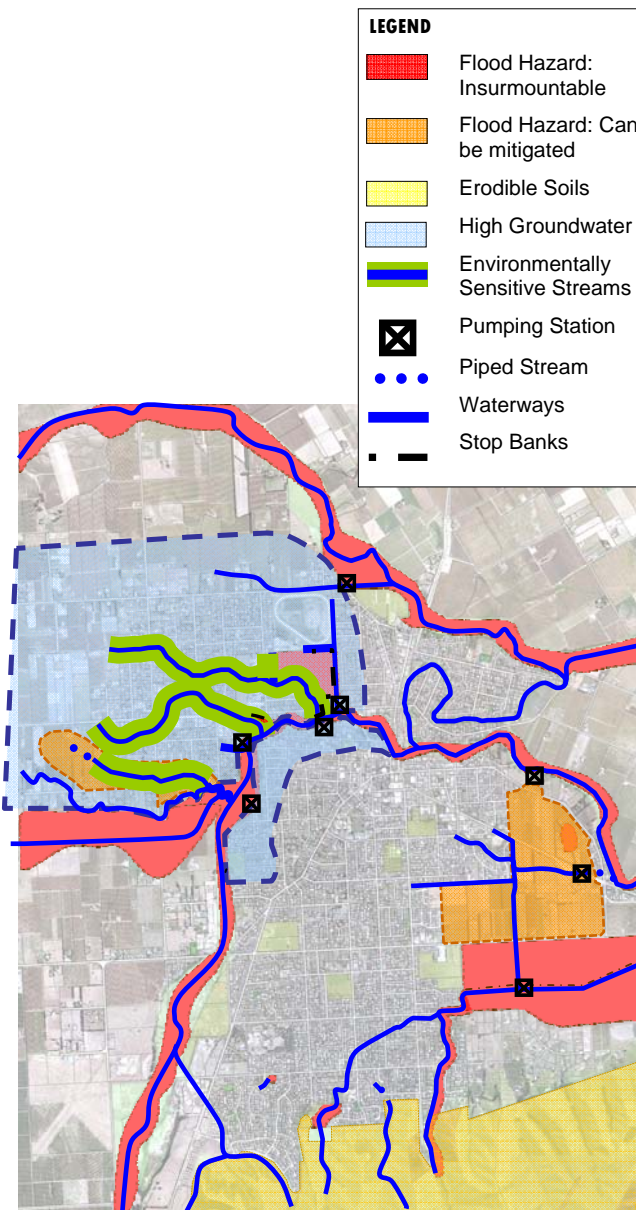 LEGEND
Flood Hazard:
Insurmountable
Flood Hazard: Can
be mitigated
Erodible Soils
High Groundwater
Environmentally
Sensitive Streams
Pumping Station
Piped Stream
Waterways
Stop Banks